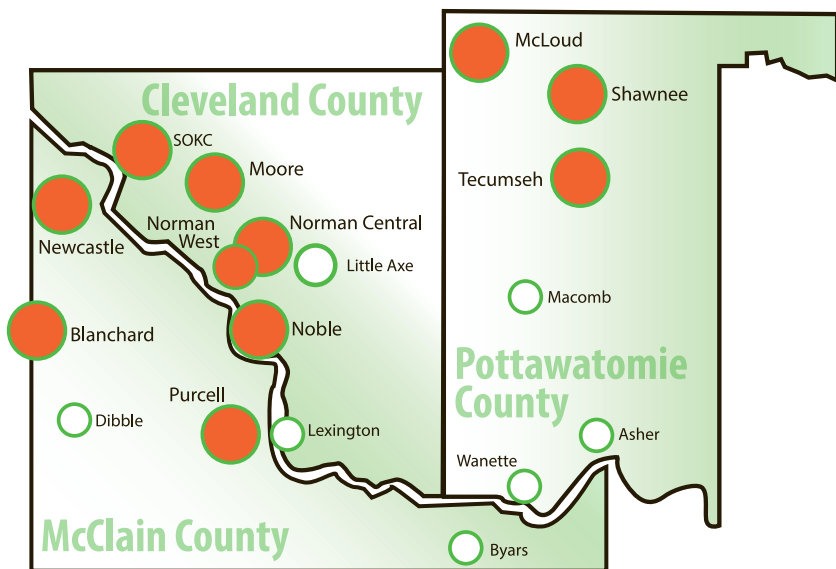 McLoud
Shawnee
Cleveland County
SOKC
Moore
Tecumseh
Newcastle
Norman
West
Norman Central
Little Axe
Macomb
Blanchard
Noble
Pottawatomie
County
Purcell
Dibble
Lexington
Asher
Wanette
McClain County
Byars